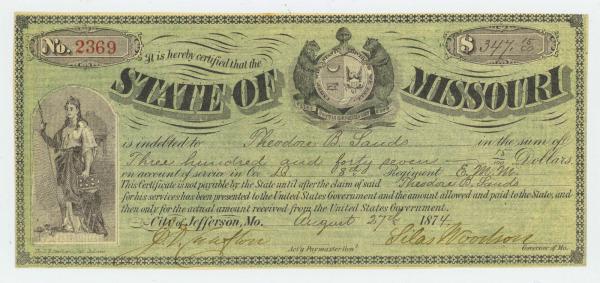 No. 2369
$ 347.
It is hereby certified that the
STATE OF MISSOURI
is indebted to Theodore B. Sands in the sum of
Three hundred and forty seven Dollars.
on account of service in Co. B. 8th Regiment E. M. M.
This Certificate is not payable by the State until after the claim of said Theodore B. Sands
for his services has been presented to the United States Government and the amount allowed and paid to the State, and
then only for the actual amount received from the United States Government.
City of Jefferson, Mo. August 27th 1874
Silas Woodson
Act'g Paymaster Gen'l Governor of Mo.